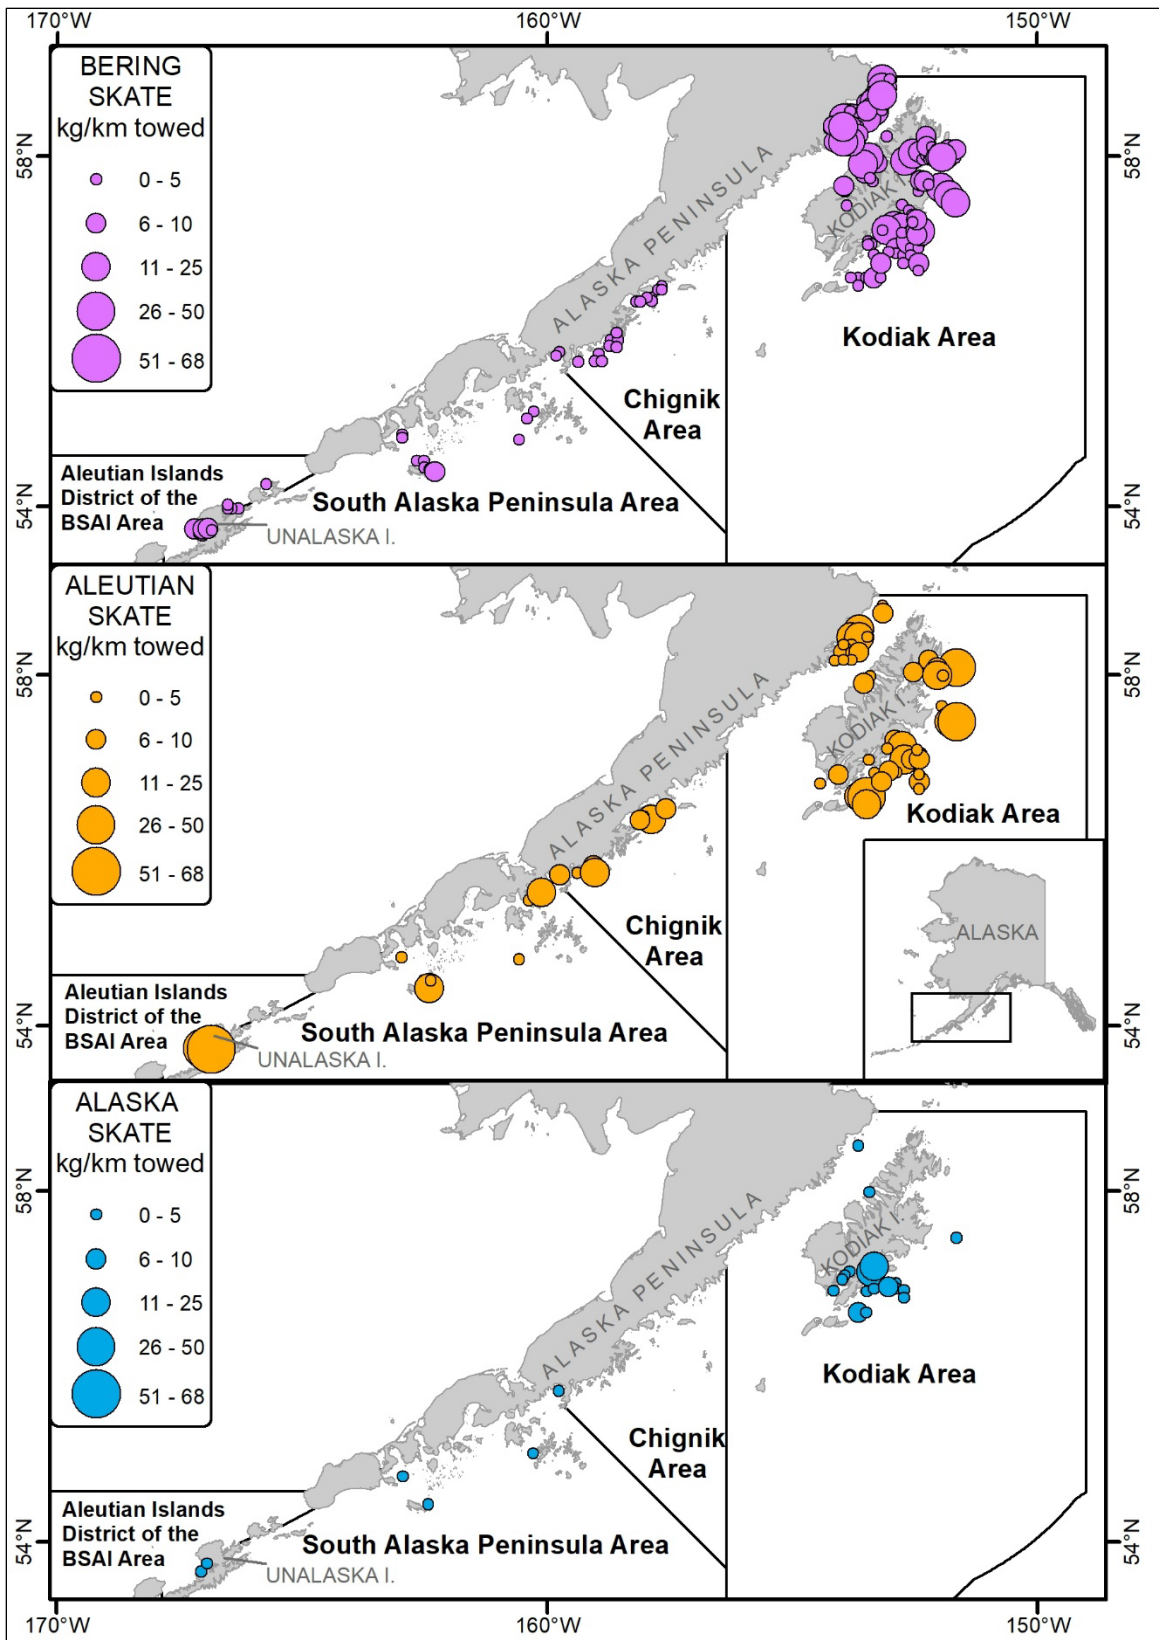 170°W 160°W 150°W
BERING
SKATE
kg/km towed
0 - 5
6 - 10
11 - 25
26 - 50
51 - 68
58°N
58°N
54°N
54°N
ALASKA PENINSULA
KODIAK I.
Kodiak Area
Chignik
Area
South Alaska Peninsula Area
Aleutian Islands
District of the
BSAI Area
UNALASKA I.
ALEUTIAN
SKATE
kg/km towed
0 - 5
6 - 10
11 - 25
26 - 50
51 - 68
58°N
58°N
54°N
54°N
ALASKA PENINSULA
KODIAK I.
Kodiak Area
Chignik
Area
South Alaska Peninsula Area
Aleutian Islands
District of the
BSAI Area
UNALASKA I.
ALASKA
ALASKA
SKATE
kg/km towed
0 - 5
6 - 10
11 - 25
26 - 50
51 - 68
58°N
58°N
54°N
54°N
ALASKA PENINSULA
KODIAK I.
Kodiak Area
Chignik
Area
South Alaska Peninsula Area
Aleutian Islands
District of the
BSAI Area
UNALASKA I.
170°W 160°W 150°W